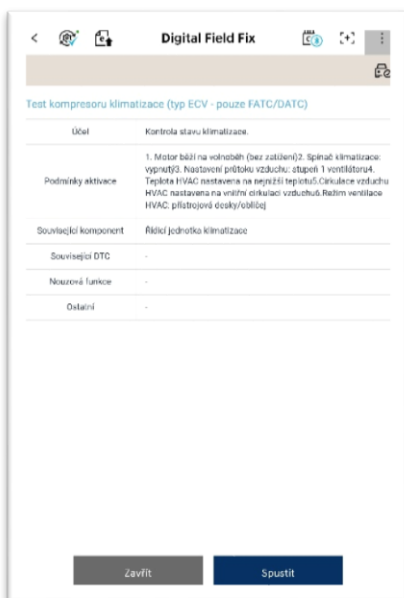 Digital Field Fix
Test kompresoru klimatizace (typ ECV - pouze FATC/DATC)
Účel
Kontrola stavu klimatizace.
Podmínky aktivace
1. Motor běží na volnoběh (bez zatížení)2. Spínač klimatizace:
vypnutý3. Nastavení průtoku vzduchu: stupeň 1 ventilátoru4.
Teplota HVAC nastavena na nejnižší teplotu5.Cirkulace vzduchu
HVAC nastavena na vnitřní cirkulaci vzduchu6.Režim ventilace
HVAC: přístrojové desky/obličej
Související komponent
Řídicí jednotka klimatizace
Související DTC
-
Nouzová funkce
-
Ostatní
-
Zavřít
Spustit